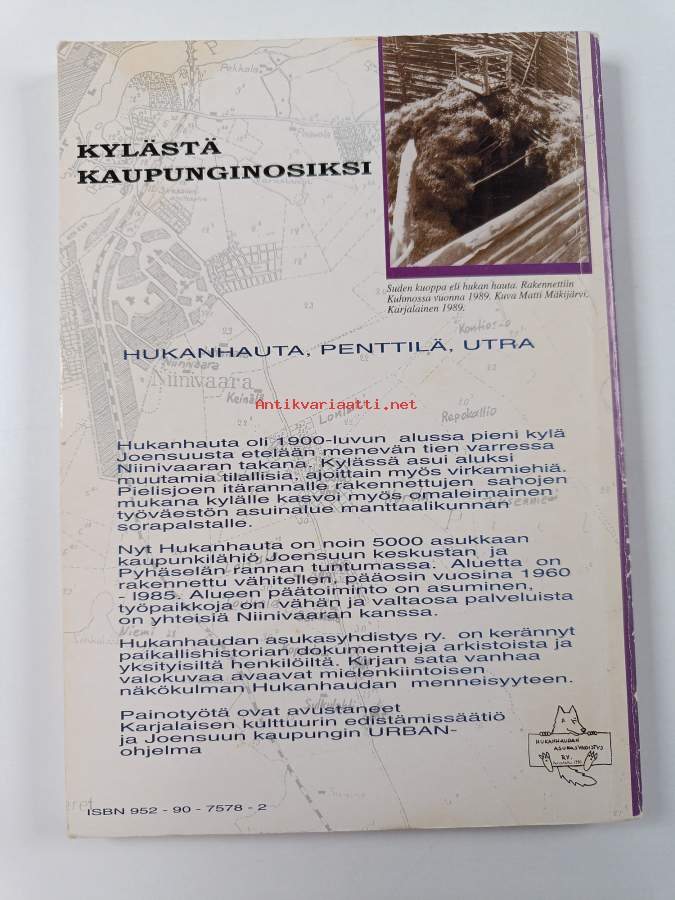 KYLÄSTÄ
KAUPUNGINOSIKSI
Suden kuoppa eli hukan hauta. Rakennettiin
Kuhmossa vuonna 1989. Kuva Matti Mäkijärvi,
Karjalainen 1989.
HUKANHAUTA, PENTTILÄ, UTRA
Pekkala
Niinivaara
Niinivaara
Keinälä
Kontiosto
Repokallio
Antikvariaatti.net
Hukanhauta oli 1900-luvun alussa pieni kylä
Joensuusta etelään menevän tien varressa
Niinivaaran takana. Kylässä asui aluksi
muutamia tilallisia, ajoittain myös virkamiehiä.
Pielisjoen itärannalle rakennettujen sahojen
mukana kylälle kasvoi myös omaleimainen
työväestön asuinalue manttaalikunnan
sorapalstalle.
Nyt Hukanhauta on noin 5000 asukkaan
kaupunkilähiö Joensuun keskustan ja
Pyhäselän rannan tuntumassa. Aluetta on
rakennettu vähitellen, pääosin vuosina 1960
- 1985. Alueen päätoiminto on asuminen,
työpaikkoja on vähän ja valtaosa palveluista
on yhteisiä Niinivaaran kanssa.
Hukanhaudan asukasyhdistys ry. on kerännyt
paikallishistorian dokumentteja arkistoista ja
yksityisiltä henkilöiltä. Kirjan sata vanhaa
valokuvaa avaavat mielenkiintoisen
näkökulman Hukanhaudan menneisyyteen.
Painotyötä ovat avustaneet
Karjalaisen kulttuurin edistämissäätiö
ja Joensuun kaupungin URBAN-
ohjelma
HUKANHAUDAN
ASUKASYHDISTYS
RY.
ISBN 952 - 90 - 7578 - 2